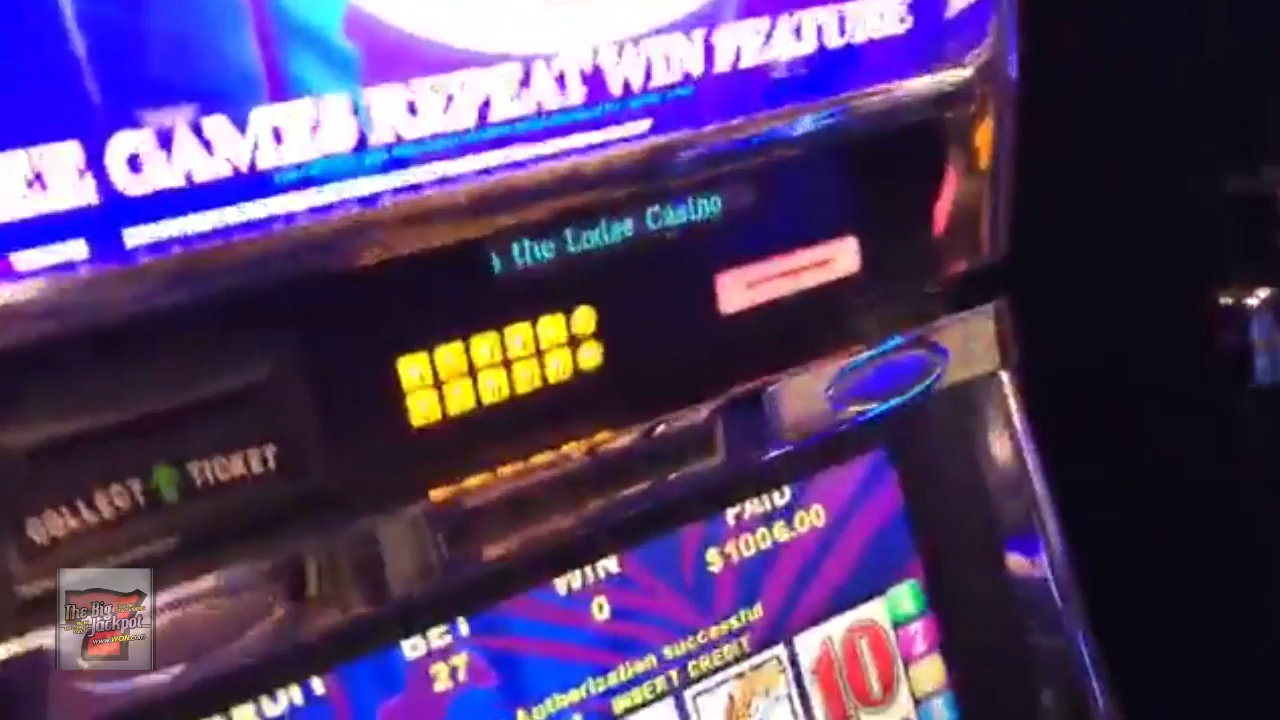 GAMES REPEAT WIN FEATURE
the Lodge Casino
COLLECT TICKET
PAID
$1006.00
WIN
0
BET
27
Authorization successful
INSERT CREDIT
10
The Big
Jackpot